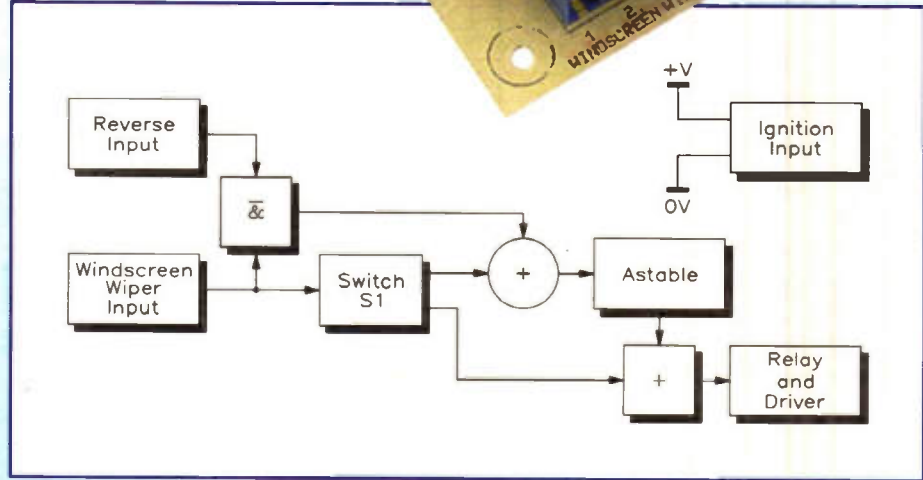 1 2
WINDSCREEN WI
+V
Reverse
Input
Ignition
Input
&
0V
Windscreen
Wiper
Input
Switch
S1
+
Astable
+
Relay
and
Driver